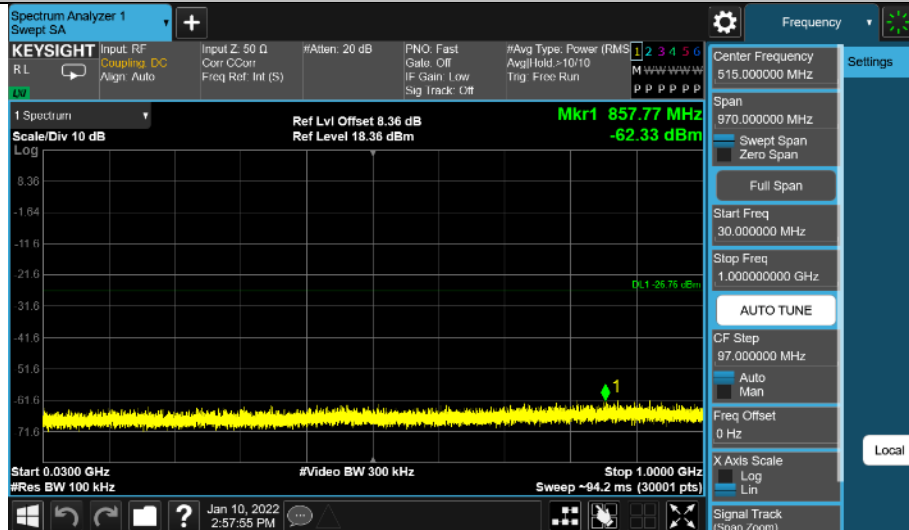 Spectrum Analyzer 1
Swept SA
+
Frequency
KEYSIGHT
RL
Input: RF
Coupling: DC
Align: Auto
Input Z: 50 Ω
Corr CCorr
Freq Ref: Int (S)
#Atten: 20 dB
PNO: Fast
Gate: Off
IF Gain: Low
Sig Track: Off
#Avg Type: Power (RMS
Avg|Hold:>10/10
Trig: Free Run
1 2 3 4 5 6
M W W W W W
P P P P P P
1 Spectrum
Scale/Div 10 dB
Log
Ref Lvl Offset 8.36 dB
Ref Level 18.36 dBm
Mkr1 857.77 MHz
-62.33 dBm
8.36
-1.64
-11.6
-21.6
-31.6
-41.6
-51.6
-61.6
-71.6
DL1 -26.76 dBm
1
Start 0.0300 GHz
#Res BW 100 kHz
#Video BW 300 kHz
Stop 1.0000 GHz
Sweep ~94.2 ms (30001 pts)
Jan 10, 2022
2:57:55 PM
Center Frequency
515.000000 MHz
Span
970.000000 MHz
Swept Span
Zero Span
Full Span
Start Freq
30.000000 MHz
Stop Freq
1.000000000 GHz
AUTO TUNE
CF Step
97.000000 MHz
Auto
Man
Freq Offset
0 Hz
X Axis Scale
Log
Lin
Signal Track
(Span Zoom)
Settings
Local